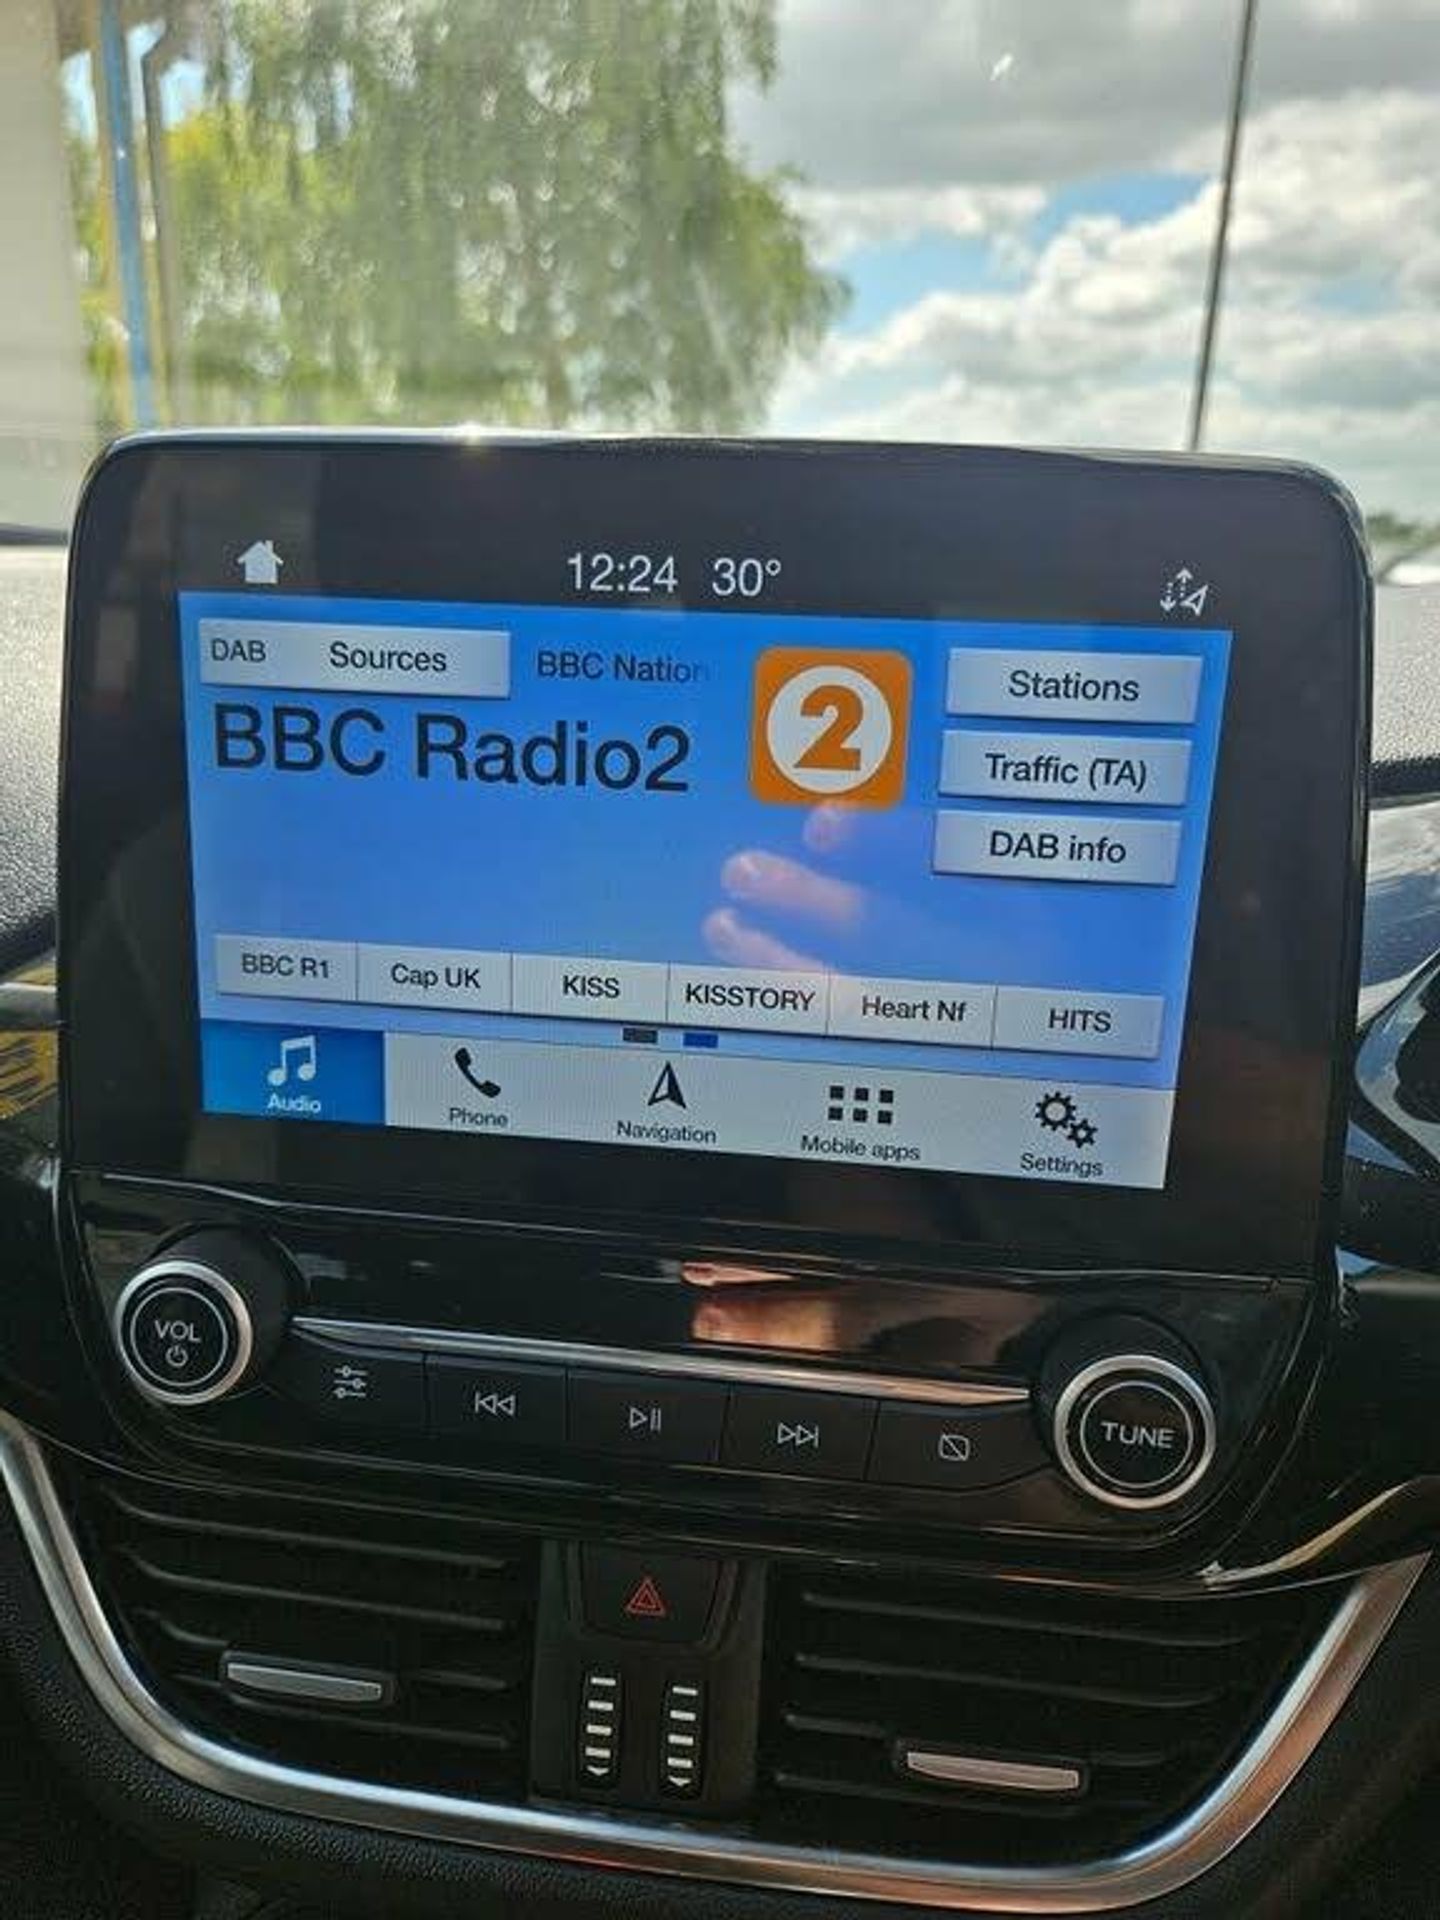 12:24 30°
DAB Sources BBC Nation
2
Stations
BBC Radio2
Traffic (TA)
DAB info
BBC R1 Cap UK KISS KISSTORY Heart Nf HITS
Audio Phone Navigation Mobile apps Settings
VOL
TUNE